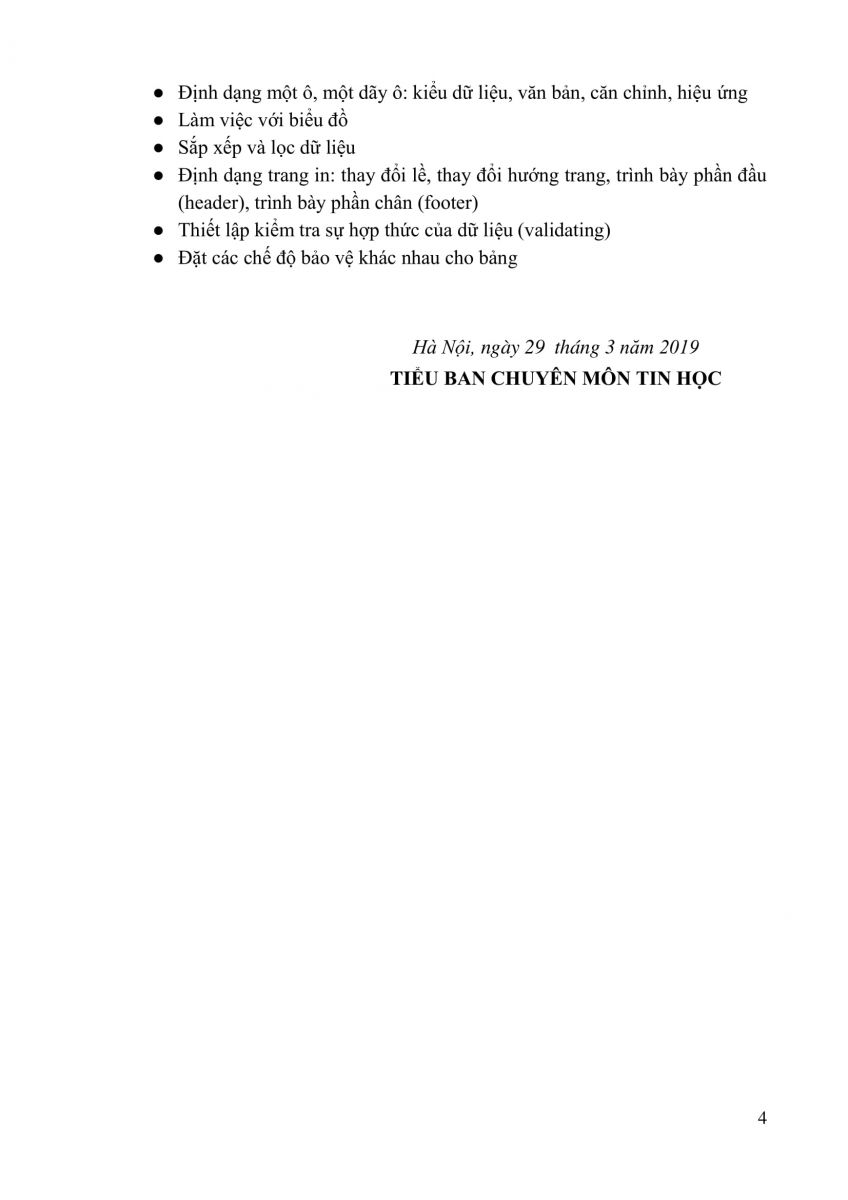 ● Định dạng một ô, một dãy ô: kiểu dữ liệu, văn bản, căn chỉnh, hiệu ứng
● Làm việc với biểu đồ
● Sắp xếp và lọc dữ liệu
● Định dạng trang in: thay đổi lề, thay đổi hướng trang, trình bày phần đầu
(header), trình bày phần chân (footer)
● Thiết lập kiểm tra sự hợp thức của dữ liệu (validating)
● Đặt các chế độ bảo vệ khác nhau cho bảng
Hà Nội, ngày 29  tháng 3 năm 2019
TIỂU BAN CHUYÊN MÔN TIN HỌC
4